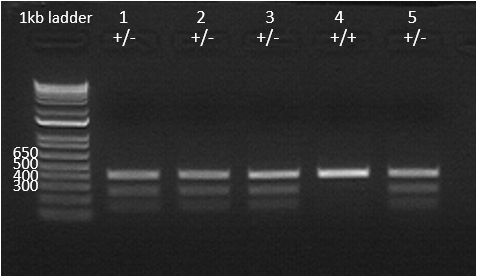 1kb ladder 1 2 3 4 5
+/- +/- +/- +/+ +/-
650
500
400
300